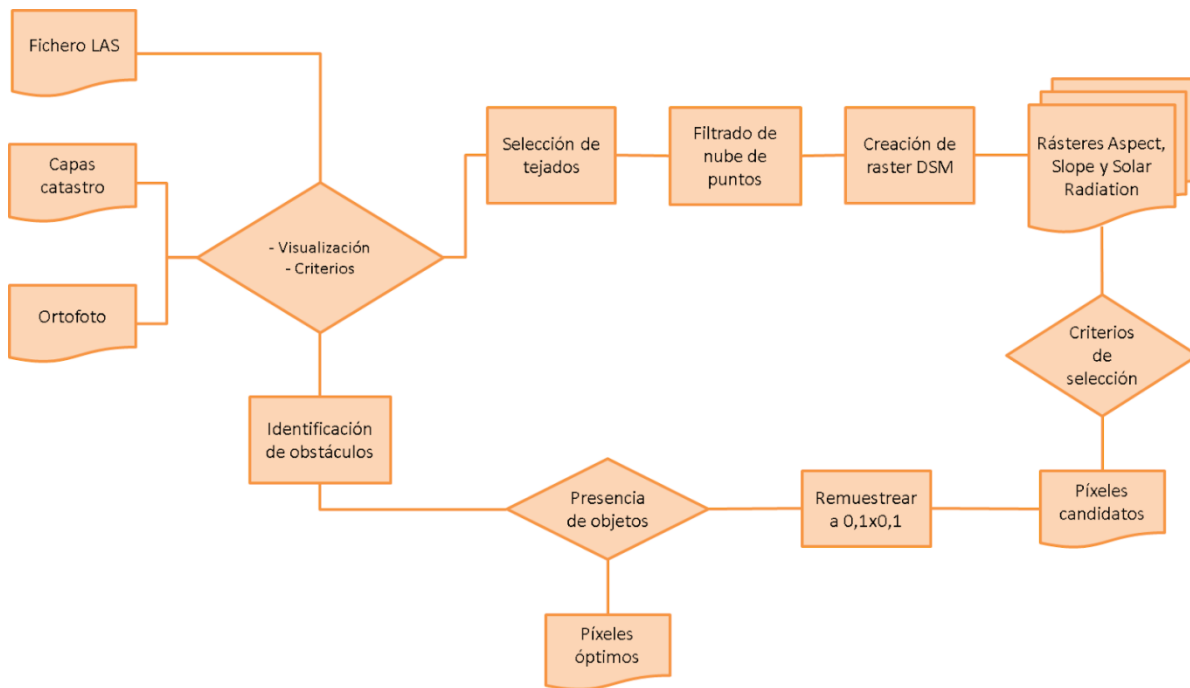 Fichero LAS
Capas
catastro
Ortofoto
- Visualización
- Criterios
Selección de
tejados
Filtrado de
nube de
puntos
Creación de
raster DSM
Rásteres Aspect,
Slope y Solar
Radiation
Criterios
de
selección
Píxeles
candidatos
Remuestrear
a 0,1x0,1
Presencia
de objetos
Identificación
de obstáculos
Píxeles
óptimos